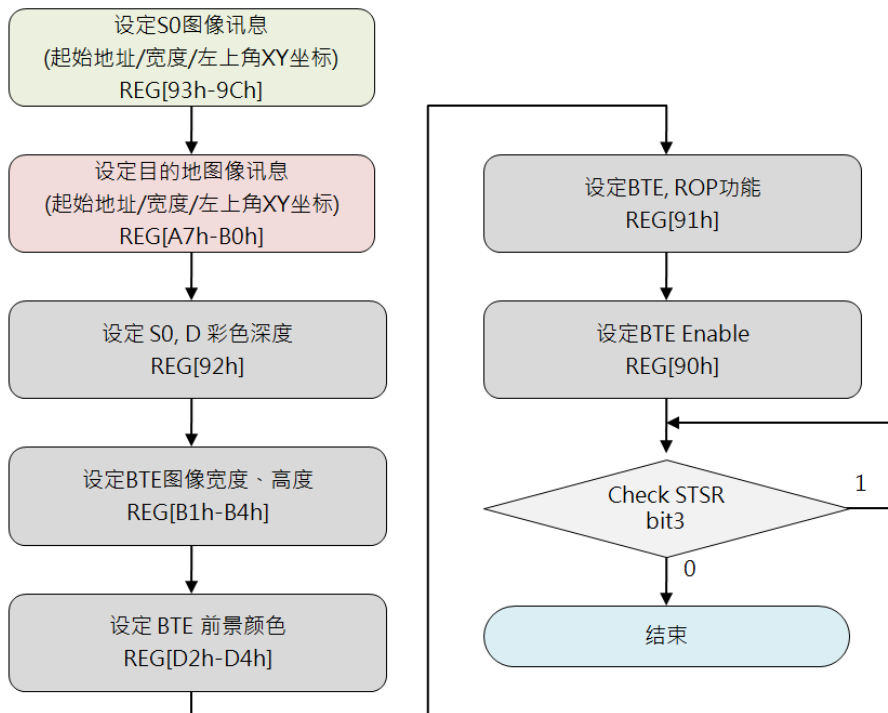 设定S0图像讯息
(起始地址/宽度/左上角XY坐标)
REG[93h-9Ch]
设定目的地图像讯息
(起始地址/宽度/左上角XY坐标)
REG[A7h-B0h]
设定 S0, D 彩色深度
REG[92h]
设定BTE图像宽度、高度
REG[B1h-B4h]
设定 BTE 前景颜色
REG[D2h-D4h]
设定BTE, ROP功能
REG[91h]
设定BTE Enable
REG[90h]
Check STSR
bit3
1
0
结束